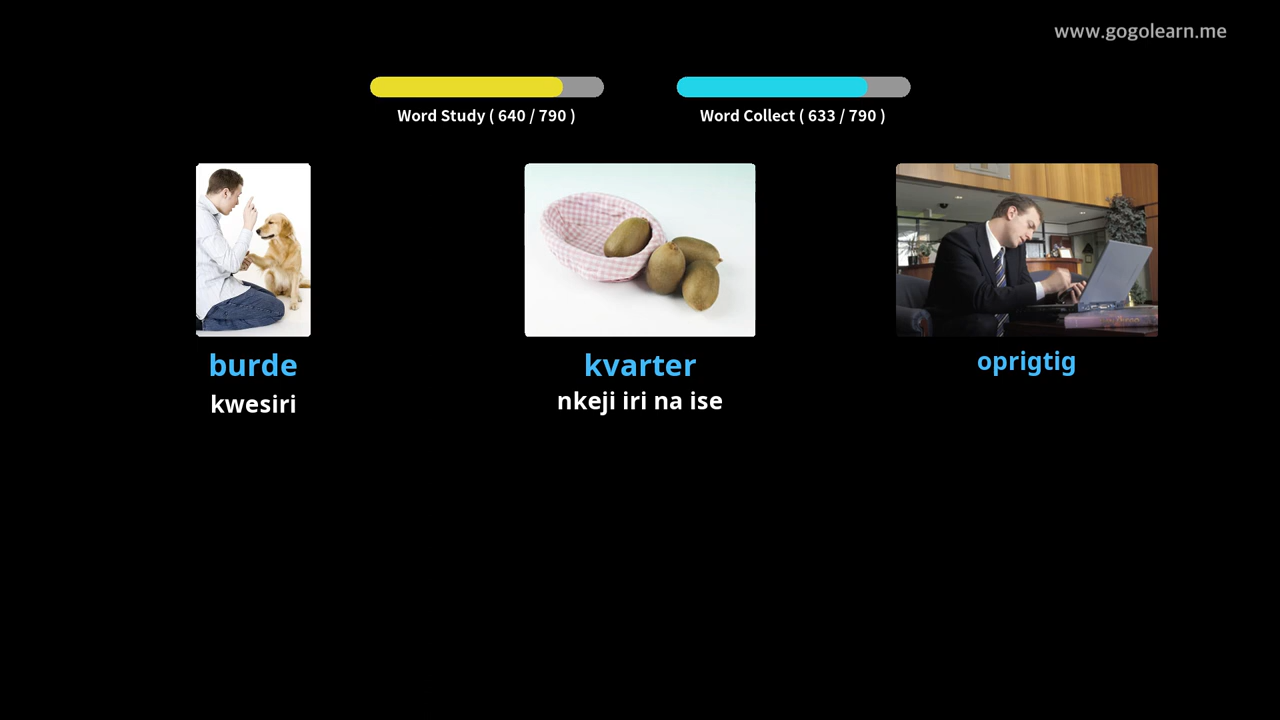 www.gogolearn.me
Word Study ( 640 / 790 )
Word Collect ( 633 / 790 )
burde
kwesiri
kvarter
nkeji iri na ise
oprigtig